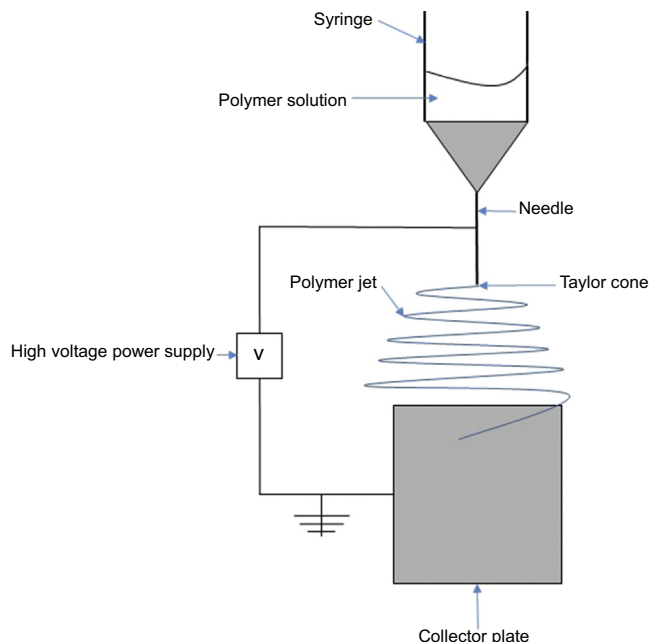 Syringe
Polymer solution
Needle
Polymer jet
Taylor cone
High voltage power supply
V
Collector plate